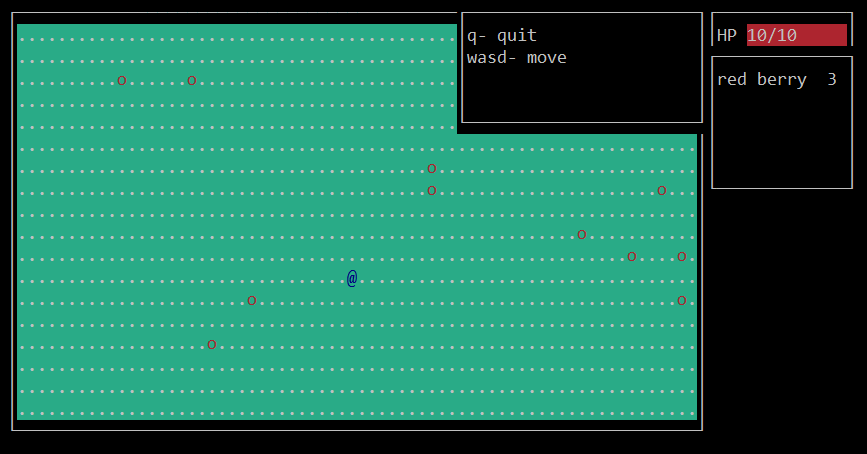 q- quit
wasd- move
HP 10/10
red berry  3
o o
o
o o
o
o o
@
o o
o